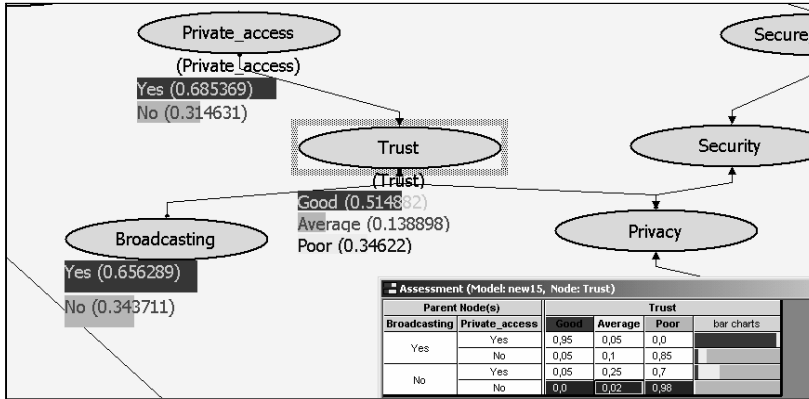 Private_access
Secure
(Private_access)
Yes (0.685369)
No (0.314631)
Trust
Security
(Trust)
Good (0.514882)
Average (0.138898)
Poor (0.34622)
Broadcasting
Privacy
Yes (0.656289)
No (0.343711)
Assessment (Model: new15, Node: Trust)
Parent Node(s) Trust
Broadcasting Private_access Good Average Poor bar charts
Yes Yes 0,95 0,05 0,0
No 0,05 0,1 0,85
No Yes 0,05 0,25 0,7
No 0,0 0,02 0,98